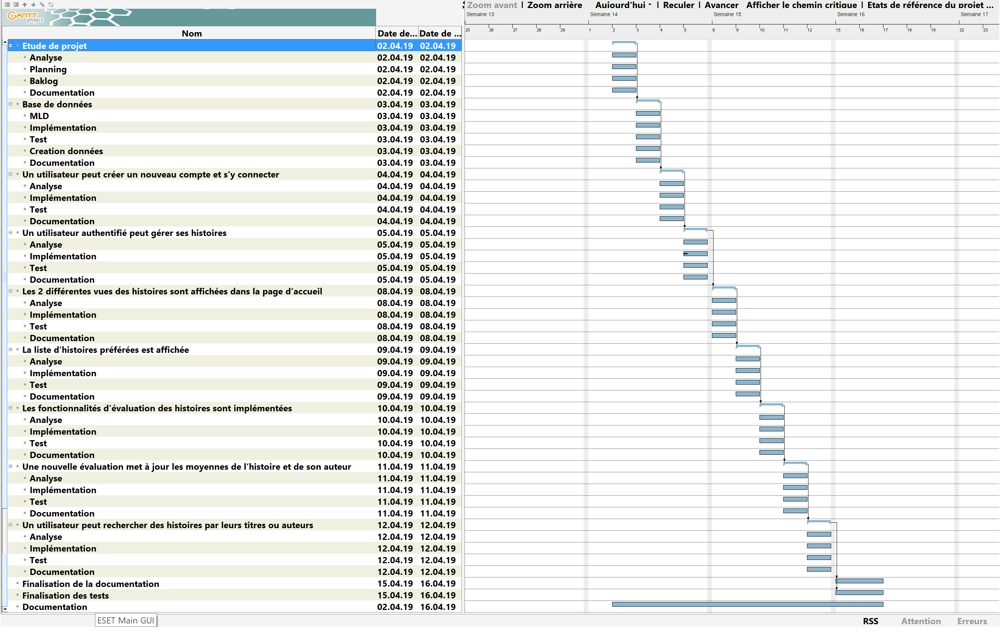 Zoom avant | Zoom arrière Aujourd'hui | Reculer | Avancer Afficher le chemin critique | Etats de référence du projet ...
GANTT project
Semaine 13 Semaine 14 Semaine 15 Semaine 16 Semaine 17
25 26 27 28 29 1 2 3 4 5 8 9 10 11 12 15 16 17 18 19 22 23
Nom Date de... Date de ...
Etude de projet 02.04.19 02.04.19
Analyse 02.04.19 02.04.19
Planning 02.04.19 02.04.19
Baklog 02.04.19 02.04.19
Documentation 02.04.19 02.04.19
Base de données 03.04.19 03.04.19
MLD 03.04.19 03.04.19
Implémentation 03.04.19 03.04.19
Test 03.04.19 03.04.19
Creation données 03.04.19 03.04.19
Documentation 03.04.19 03.04.19
Un utilisateur peut créer un nouveau compte et s'y connecter 04.04.19 04.04.19
Analyse 04.04.19 04.04.19
Implémentation 04.04.19 04.04.19
Test 04.04.19 04.04.19
Documentation 04.04.19 04.04.19
Un utilisateur authentifié peut gérer ses histoires 05.04.19 05.04.19
Analyse 05.04.19 05.04.19
Implémentation 05.04.19 05.04.19
Test 05.04.19 05.04.19
Documentation 05.04.19 05.04.19
Les 2 différentes vues des histoires sont affichées dans la page d’accueil 08.04.19 08.04.19
Analyse 08.04.19 08.04.19
Implémentation 08.04.19 08.04.19
Test 08.04.19 08.04.19
Documentation 08.04.19 08.04.19
La liste d’histoires préférées est affichée 09.04.19 09.04.19
Analyse 09.04.19 09.04.19
Implémentation 09.04.19 09.04.19
Test 09.04.19 09.04.19
Documentation 09.04.19 09.04.19
Les fonctionnalités d’évaluation des histoires sont implémentées 10.04.19 10.04.19
Analyse 10.04.19 10.04.19
Implémentation 10.04.19 10.04.19
Test 10.04.19 10.04.19
Documentation 10.04.19 10.04.19
Une nouvelle évaluation met à jour les moyennes de l’histoire et de son auteur 11.04.19 11.04.19
Analyse 11.04.19 11.04.19
Implémentation 11.04.19 11.04.19
Test 11.04.19 11.04.19
Documentation 11.04.19 11.04.19
Un utilisateur peut rechercher des histoires par leurs titres ou auteurs 12.04.19 12.04.19
Analyse 12.04.19 12.04.19
Implémentation 12.04.19 12.04.19
Test 12.04.19 12.04.19
Documentation 12.04.19 12.04.19
Finalisation de la documentation 15.04.19 16.04.19
Finalisation des tests 15.04.19 16.04.19
Documentation 02.04.19 16.04.19
ESET Main GUI
RSS Attention Erreurs